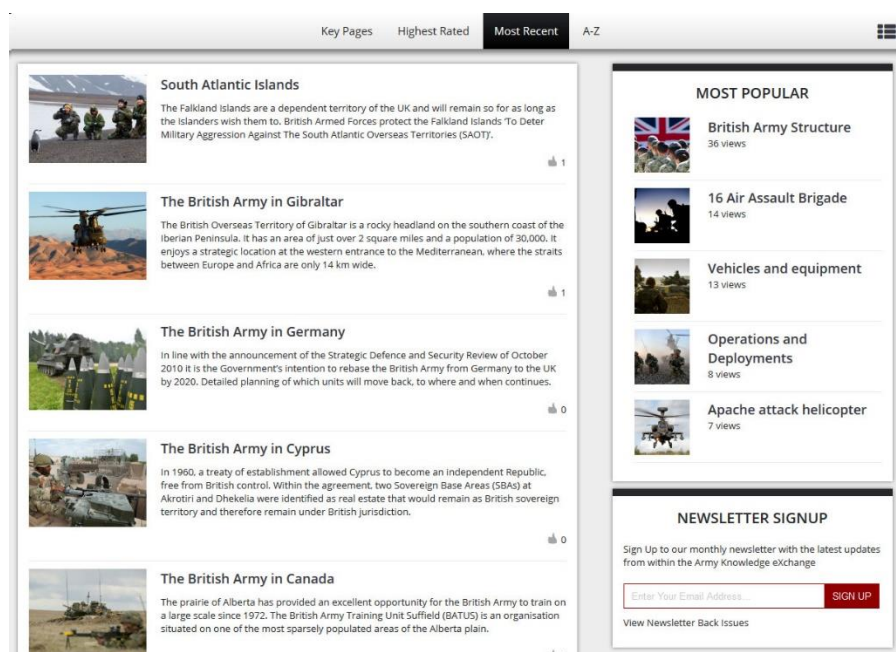 Key Pages
Highest Rated
Most Recent
A-Z
South Atlantic Islands
The Falkland Islands are a dependent territory of the UK and will remain so for as long as
the Islanders wish them to. British Armed Forces protect the Falkland Islands 'To Deter
Military Aggression Against The South Atlantic Overseas Territories (SAOT)'.
1
The British Army in Gibraltar
The British Overseas Territory of Gibraltar is a rocky headland on the southern coast of the
Iberian Peninsula. It has an area of just over 2 square miles and a population of 30,000. It
enjoys a strategic location at the western entrance to the Mediterranean, where the straits
between Europe and Africa are only 14 km wide.
1
The British Army in Germany
In line with the announcement of the Strategic Defence and Security Review of October
2010 it is the Government's intention to rebase the British Army from Germany to the UK
by 2020. Detailed planning of which units will move back, to where and when continues.
0
The British Army in Cyprus
In 1960, a treaty of establishment allowed Cyprus to become an independent Republic,
free from British control. Within the agreement, two Sovereign Base Areas (SBAs) at
Akrotiri and Dhekelia were identified as real estate that would remain as British sovereign
territory and therefore remain under British jurisdiction.
0
The British Army in Canada
The prairie of Alberta has provided an excellent opportunity for the British Army to train on
a large scale since 1972. The British Army Training Unit Suffield (BATUS) is an organisation
situated on one of the most sparsely populated areas of the Alberta plain.
MOST POPULAR
British Army Structure
36 views
16 Air Assault Brigade
14 views
Vehicles and equipment
13 views
Operations and
Deployments
8 views
Apache attack helicopter
7 views
NEWSLETTER SIGNUP
Sign Up to our monthly newsletter with the latest updates
from within the Army Knowledge eXchange
Enter Your Email Address...
SIGN UP
View Newsletter Back Issues